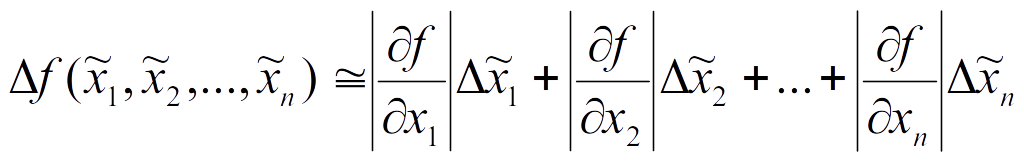 Δf(x̃₁,x̃₂,...,x̃ₙ) ≅ |∂f/∂x₁|Δx̃₁ + |∂f/∂x₂|Δx̃₂ + ... + |∂f/∂xₙ|Δx̃ₙ